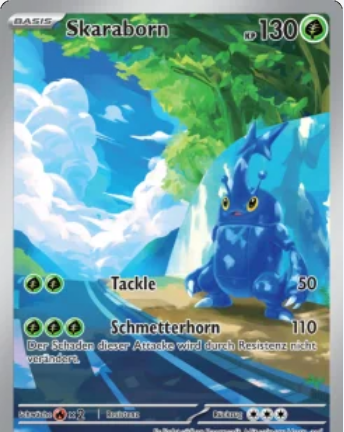 BASIS Skaraborn KP 130
Tackle 50
Schmetterhorn 110
Der Schaden dieser Attacke wird durch Resistenz nicht
verändert.
Schwäche x2 Resistenz Rückzug